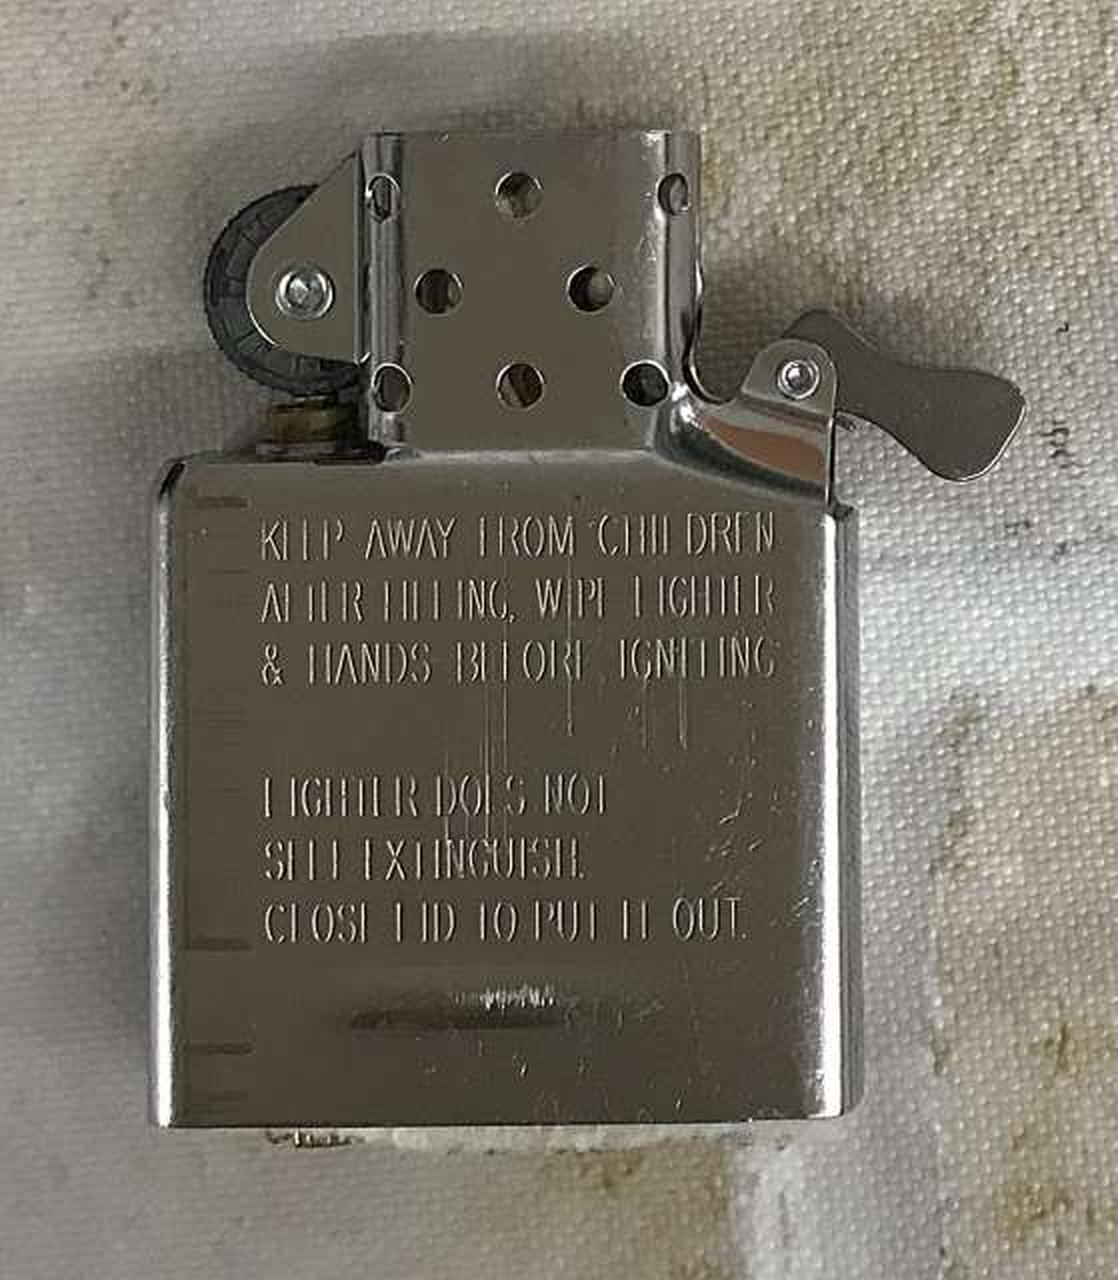 KEEP AWAY FROM CHILDREN
AFTER FILLING, WIPE LIGHTER
& HANDS BEFORE IGNITING
LIGHTER DOES NOT
SELF EXTINGUISH.
CLOSE LID TO PUT IT OUT.